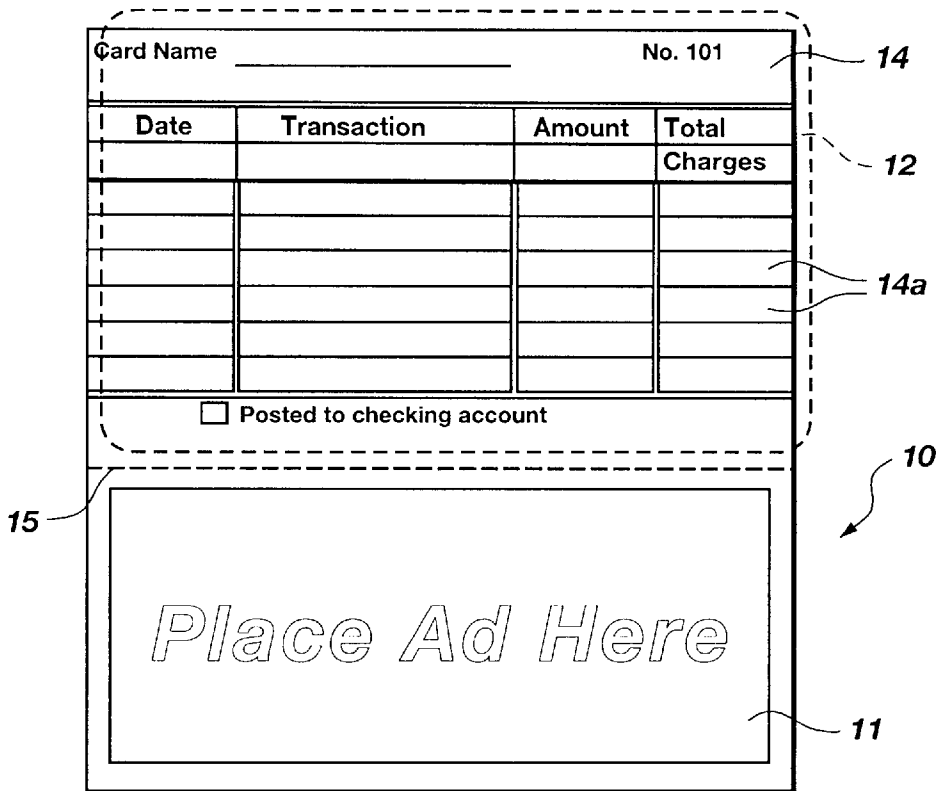 Card Name No. 101
14
Date Transaction Amount Total
12
Charges
14a
Posted to checking account
10
15
Place Ad Here
11